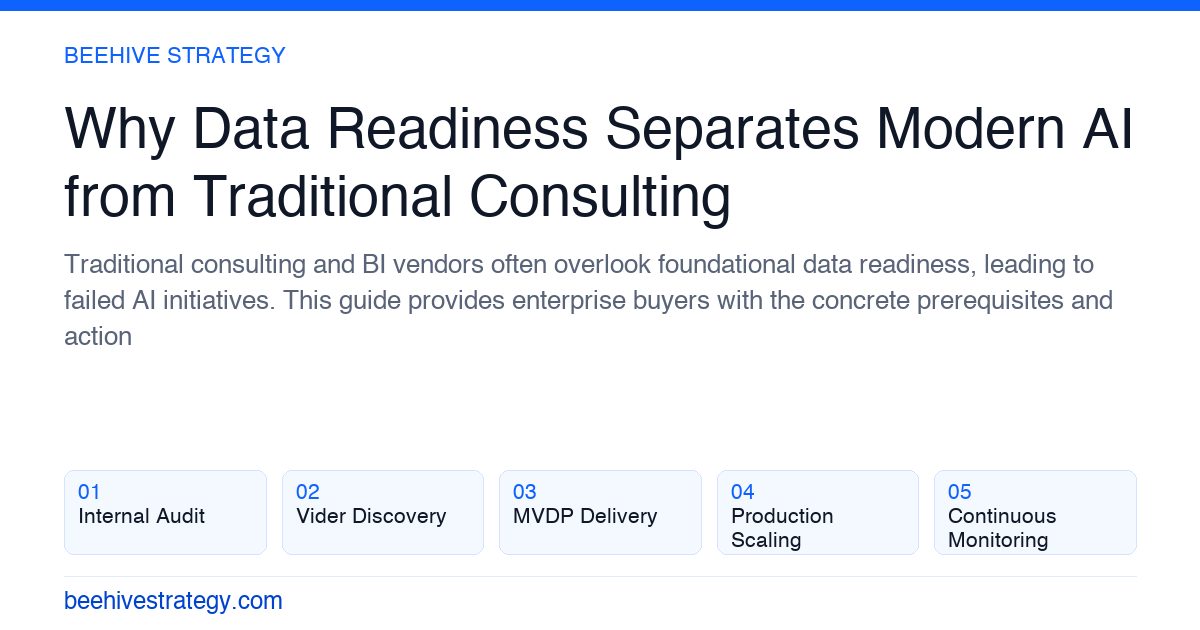 BEEHIVE STRATEGY
Why Data Readiness Separates Modern AI
from Traditional Consulting
Traditional consulting and BI vendors often overlook foundational data readiness, leading to
failed AI initiatives. This guide provides enterprise buyers with the concrete prerequisites and
action
01
Internal Audit
02
Vider Discovery
03
MVDP Delivery
04
Production
Scaling
05
Continuous
Monitoring
beehivestrategy.com